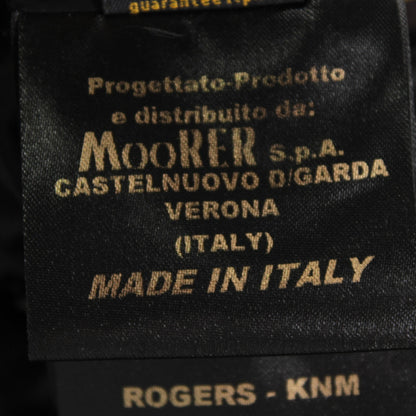 Progettato-Prodotto
e distribuito da:
MOORER S.p.A.
CASTELNUOVO D/GARDA
VERONA
(ITALY)
MADE IN ITALY
ROGERS - KNM